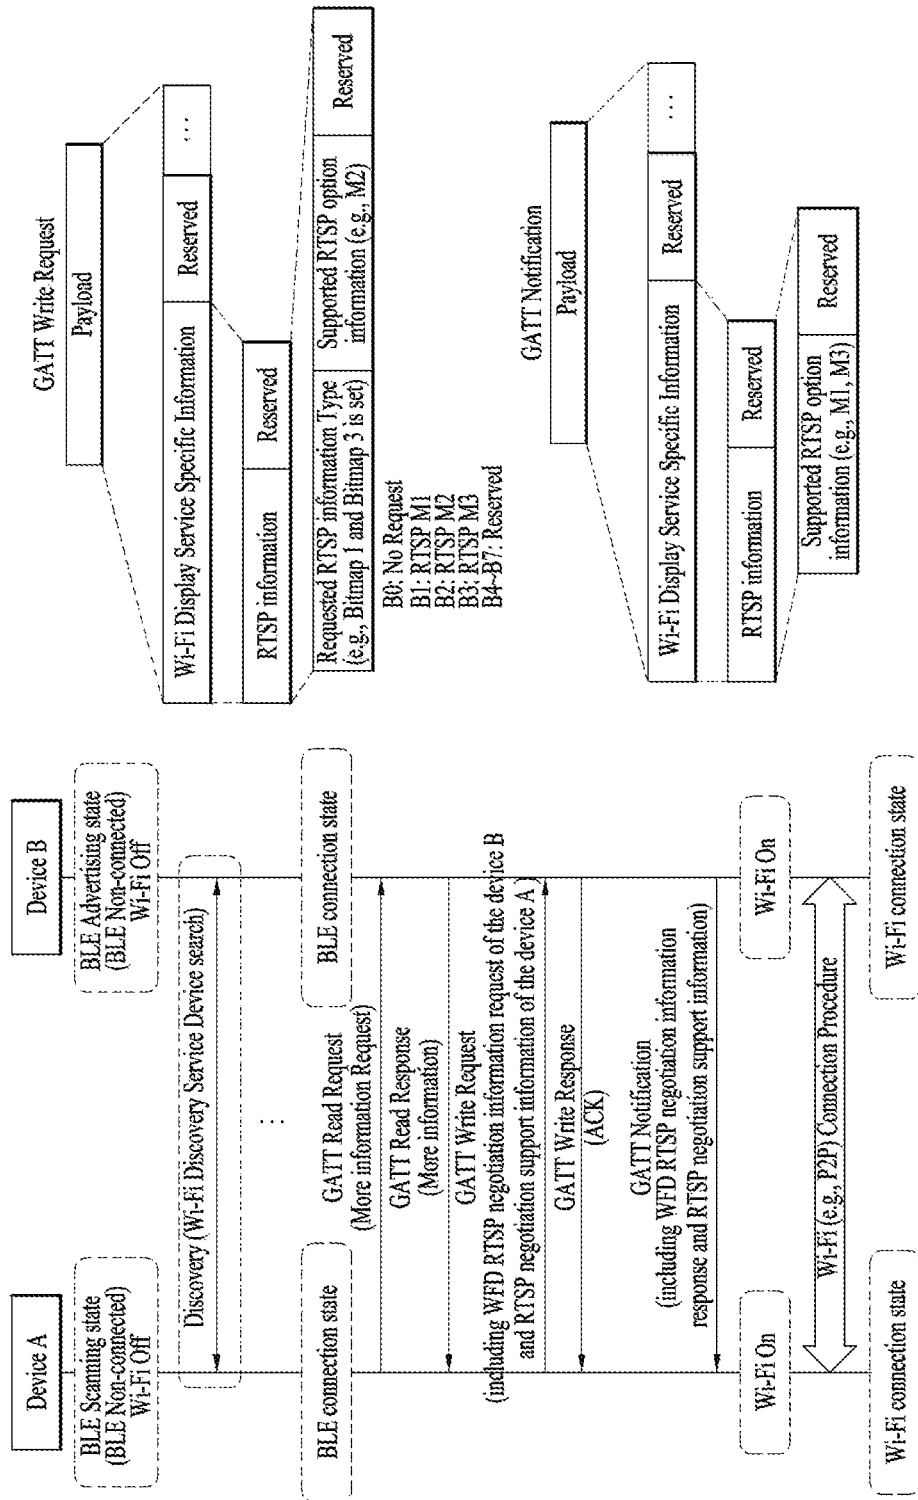 Device A
Device B
BLE Scanning state
(BLE Non-connected)
Wi-Fi Off
BLE Advertising state
(BLE Non-connected)
Wi-Fi Off
Discovery (Wi-Fi Discovery Service Device search)
BLE connection state
BLE connection state
GATT Read Request
(More information Request)
GATT Read Response
(More information)
GATT Write Request
(including WFD RTSP negotiation information request of the device B
and RTSP negotiation support information of the device A )
GATT Write Response
(ACK)
GATT Notification
(including WFD RTSP negotiation information
response and RTSP negotiation support information)
Wi-Fi On
Wi-Fi On
Wi-Fi (e.g., P2P) Connection Procedure
Wi-Fi connection state
Wi-Fi connection state
GATT Write Request
Payload
Wi-Fi Display Service Specific Information
Reserved
...
RTSP information
Reserved
Requested RTSP information Type
(e.g., Bitmap 1 and Bitmap 3 is set)
Supported RTSP option
information (e.g., M2)
Reserved
B0: No Request
B1: RTSP M1
B2: RTSP M2
B3: RTSP M3
B4~B7: Reserved
GATT Notification
Payload
Wi-Fi Display Service Specific Information
Reserved
...
RTSP information
Reserved
Supported RTSP option
information (e.g., M1, M3)
Reserved